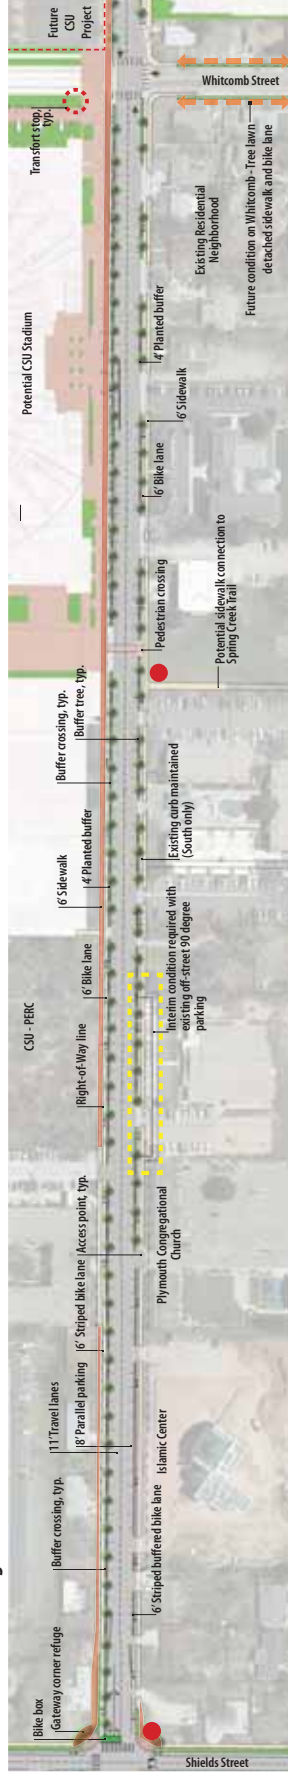 Bike box
Gateway corner refuge
Buffer crossing, typ.
11' Travel lanes
8' Parallel parking
6' Striped bike lane
Access point, typ.
Right-of-Way line
CSU - PERC
6' Bike lane
6' Sidewalk
4' Planted buffer
Buffer crossing, typ.
Buffer tree, typ.
Potential CSU Stadium
Transfort stop,
typ.
Future
CSU
Project
Shields Street
6' Striped buffered bike lane
Islamic Center
Plymouth Congregational
Church
Interim condition required with
existing off-street 90 degree
parking
Existing curb maintained
(South only)
Potential sidewalk connection to
Spring Creek Trail
Pedestrian crossing
6' Bike lane
6' Sidewalk
4' Planted buffer
Existing Residential
Neighborhood
Future condition on Whitcomb - Tree lawn
detached sidewalk and bike lane
Whitcomb Street